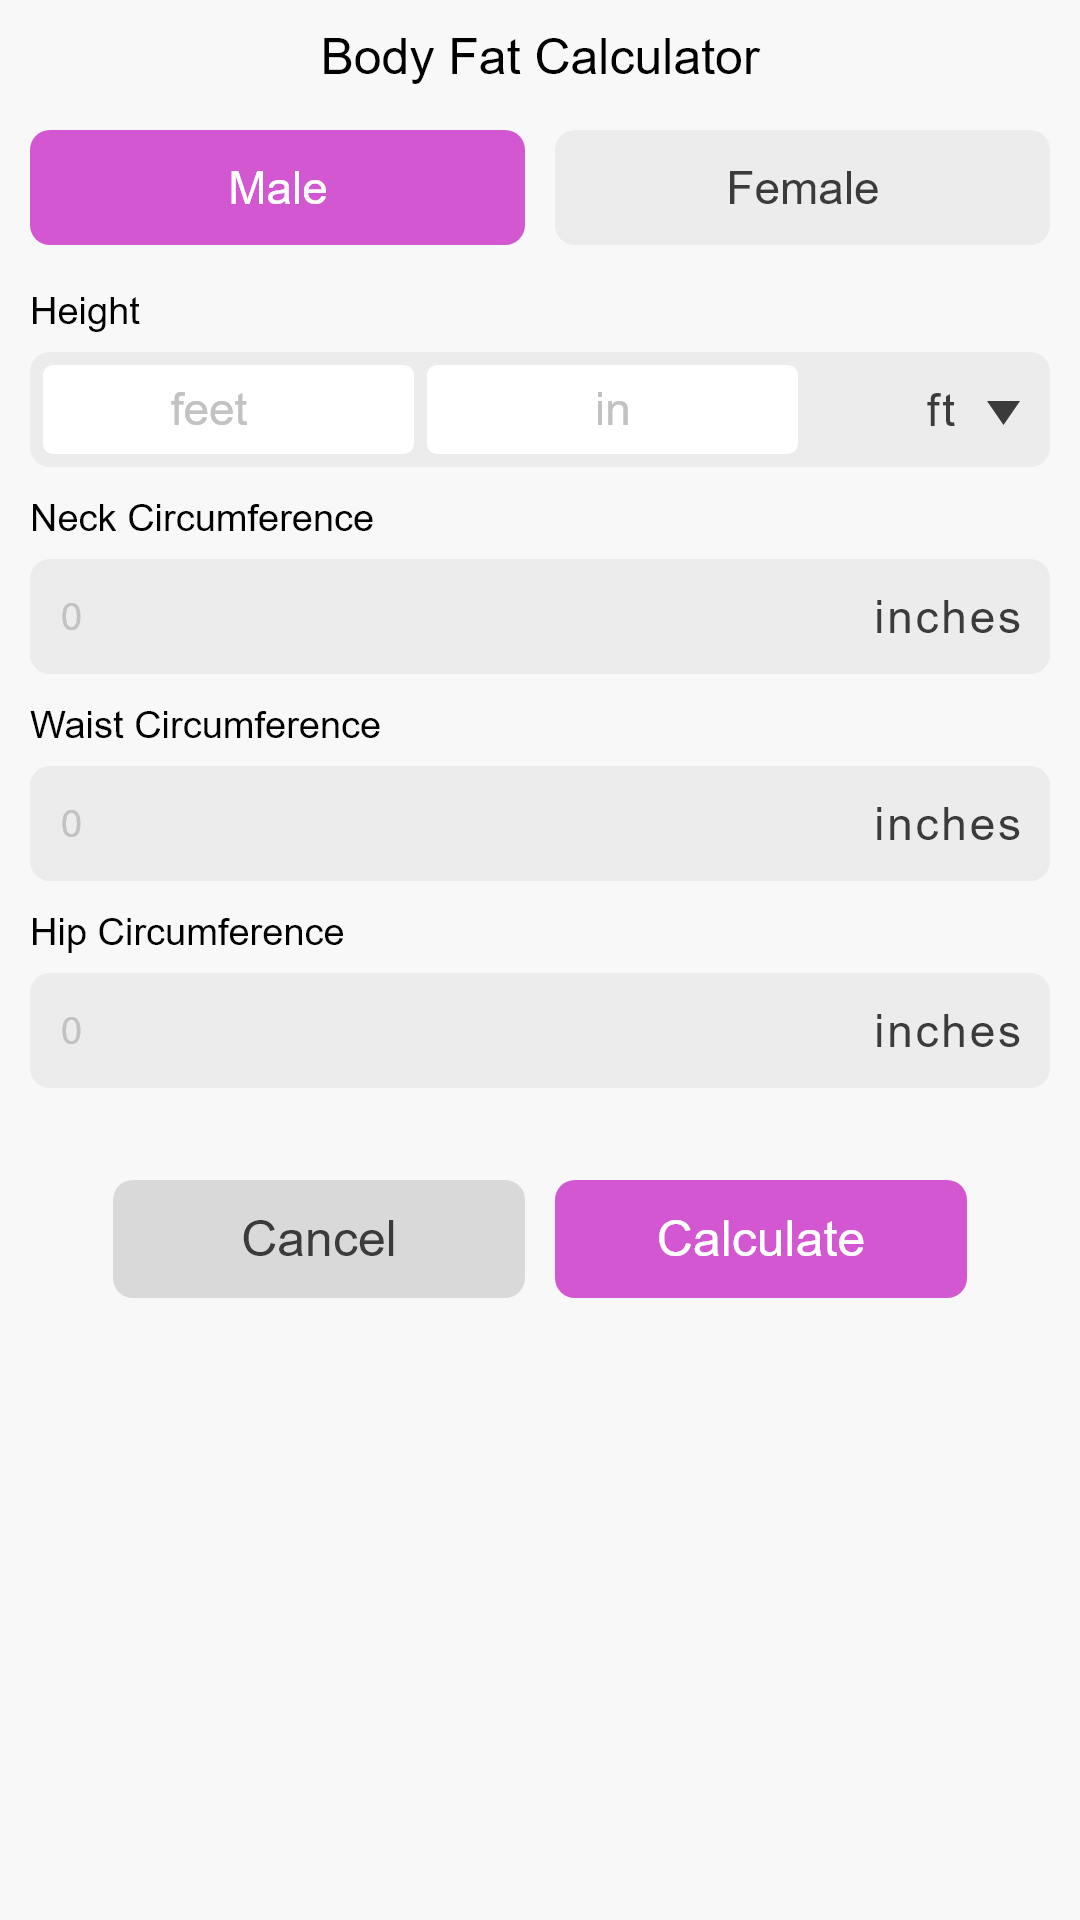 Body Fat Calculator
Male Female
Height
feet in ft
Neck Circumference
0 inches
Waist Circumference
0 inches
Hip Circumference
0 inches
Cancel Calculate